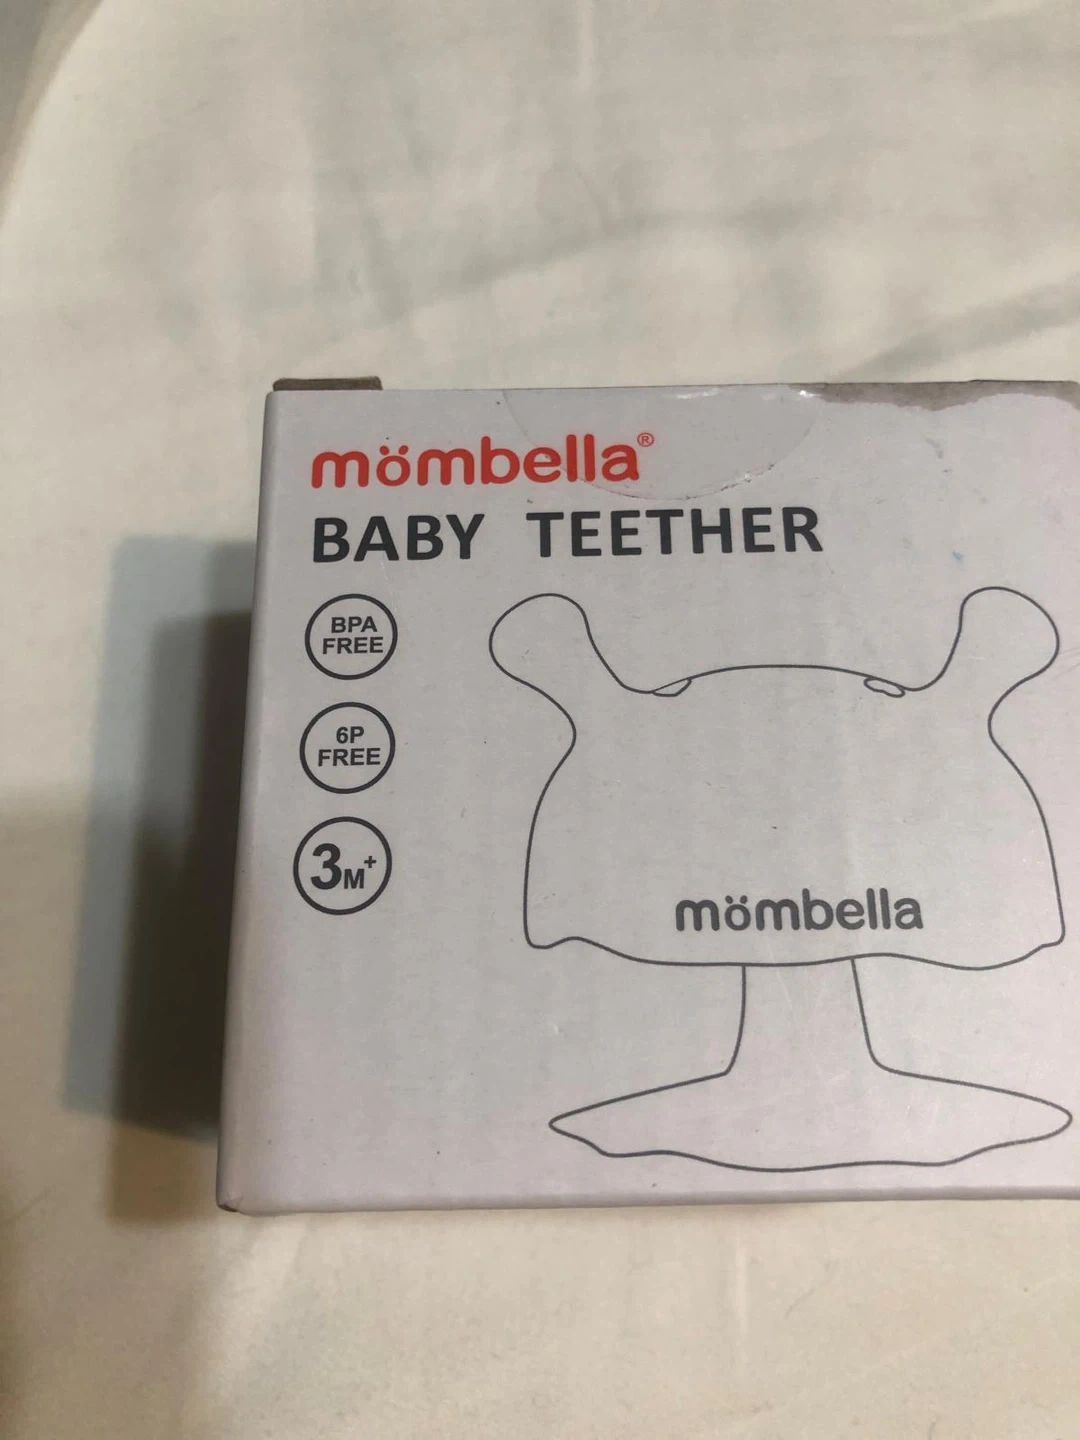 mömbella®
BABY TEETHER
BPA
FREE
6P
FREE
3M+
mömbella